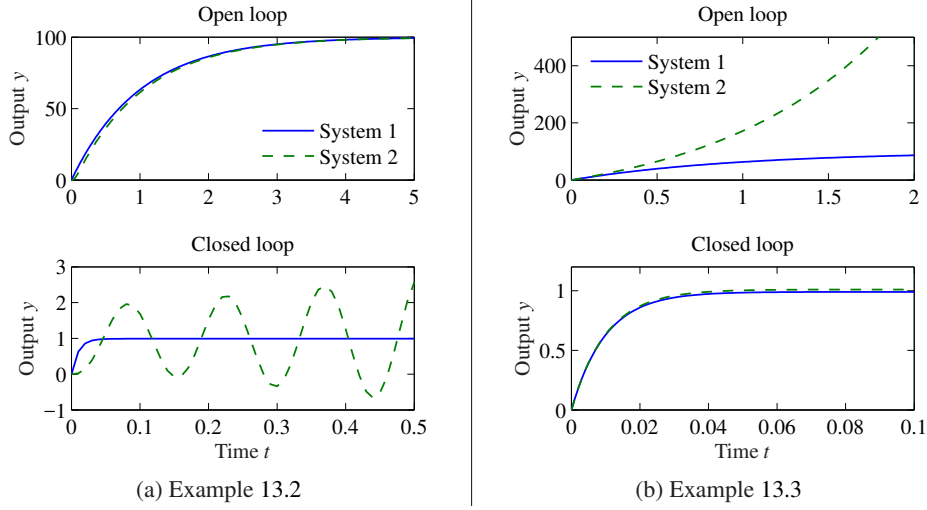 Open loop
100
50
0
Output y
System 1
System 2
0 1 2 3 4 5
Closed loop
3
2
1
0
−1
Output y
0 0.1 0.2 0.3 0.4 0.5
Time t
(a) Example 13.2
Open loop
400
200
0
Output y
System 1
System 2
0 0.5 1 1.5 2
Closed loop
1
0.5
0
Output y
0 0.02 0.04 0.06 0.08 0.1
Time t
(b) Example 13.3